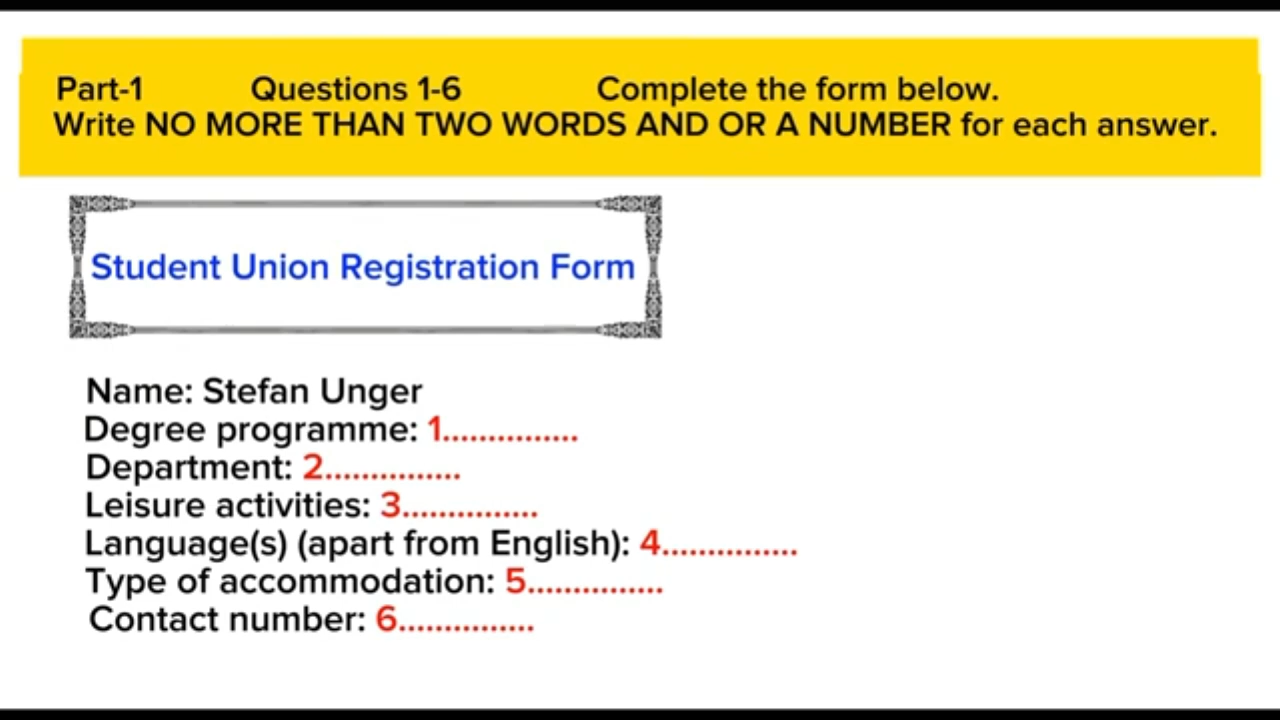 Part-1 Questions 1-6 Complete the form below.
Write NO MORE THAN TWO WORDS AND OR A NUMBER for each answer.
Student Union Registration Form
Name: Stefan Unger
Degree programme: 1...............
Department: 2...............
Leisure activities: 3...............
Language(s) (apart from English): 4...............
Type of accommodation: 5...............
Contact number: 6...............